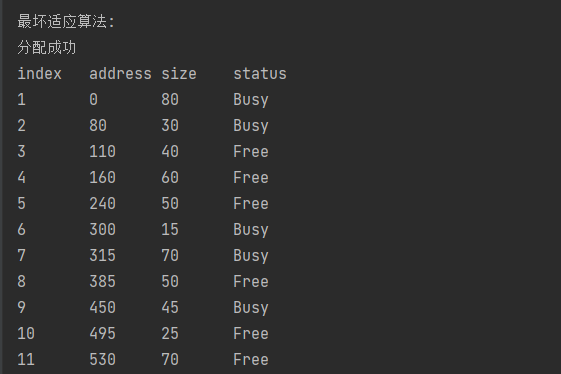 最坏适应算法:
分配成功
index address size status
1 0 80 Busy
2 80 30 Busy
3 110 40 Free
4 160 60 Free
5 240 50 Free
6 300 15 Busy
7 315 70 Busy
8 385 50 Free
9 450 45 Busy
10 495 25 Free
11 530 70 Free